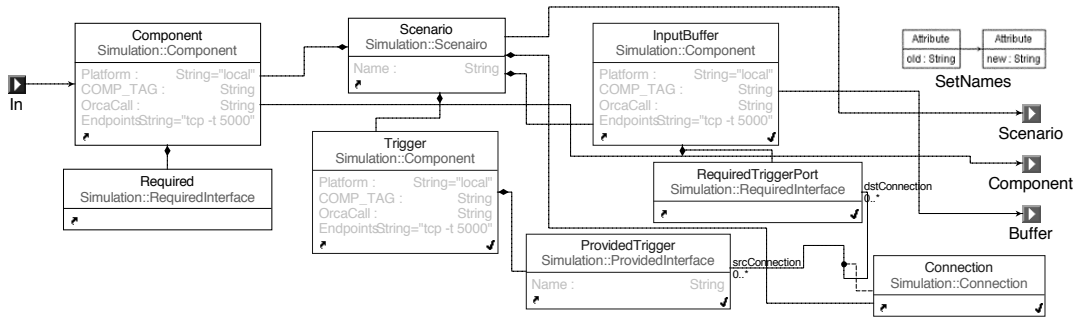 In
Component
Simulation::Component
Platform : String="local"
COMP_TAG : String
OrcaCall : String
EndpointsString="tcp -t 5000"
Required
Simulation::RequiredInterface
Scenario
Simulation::Scenairo
Name : String
Trigger
Simulation::Component
Platform : String="local"
COMP_TAG : String
OrcaCall : String
EndpointsString="tcp -t 5000"
InputBuffer
Simulation::Component
Platform : String="local"
COMP_TAG : String
OrcaCall : String
EndpointsString="tcp -t 5000"
RequiredTriggerPort
Simulation::RequiredInterface
dstConnection
0..*
ProvidedTrigger
Simulation::ProvidedInterface
Name : String
srcConnection
0..*
Connection
Simulation::Connection
Attribute
old : String
Attribute
new : String
SetNames
Scenario
Component
Buffer